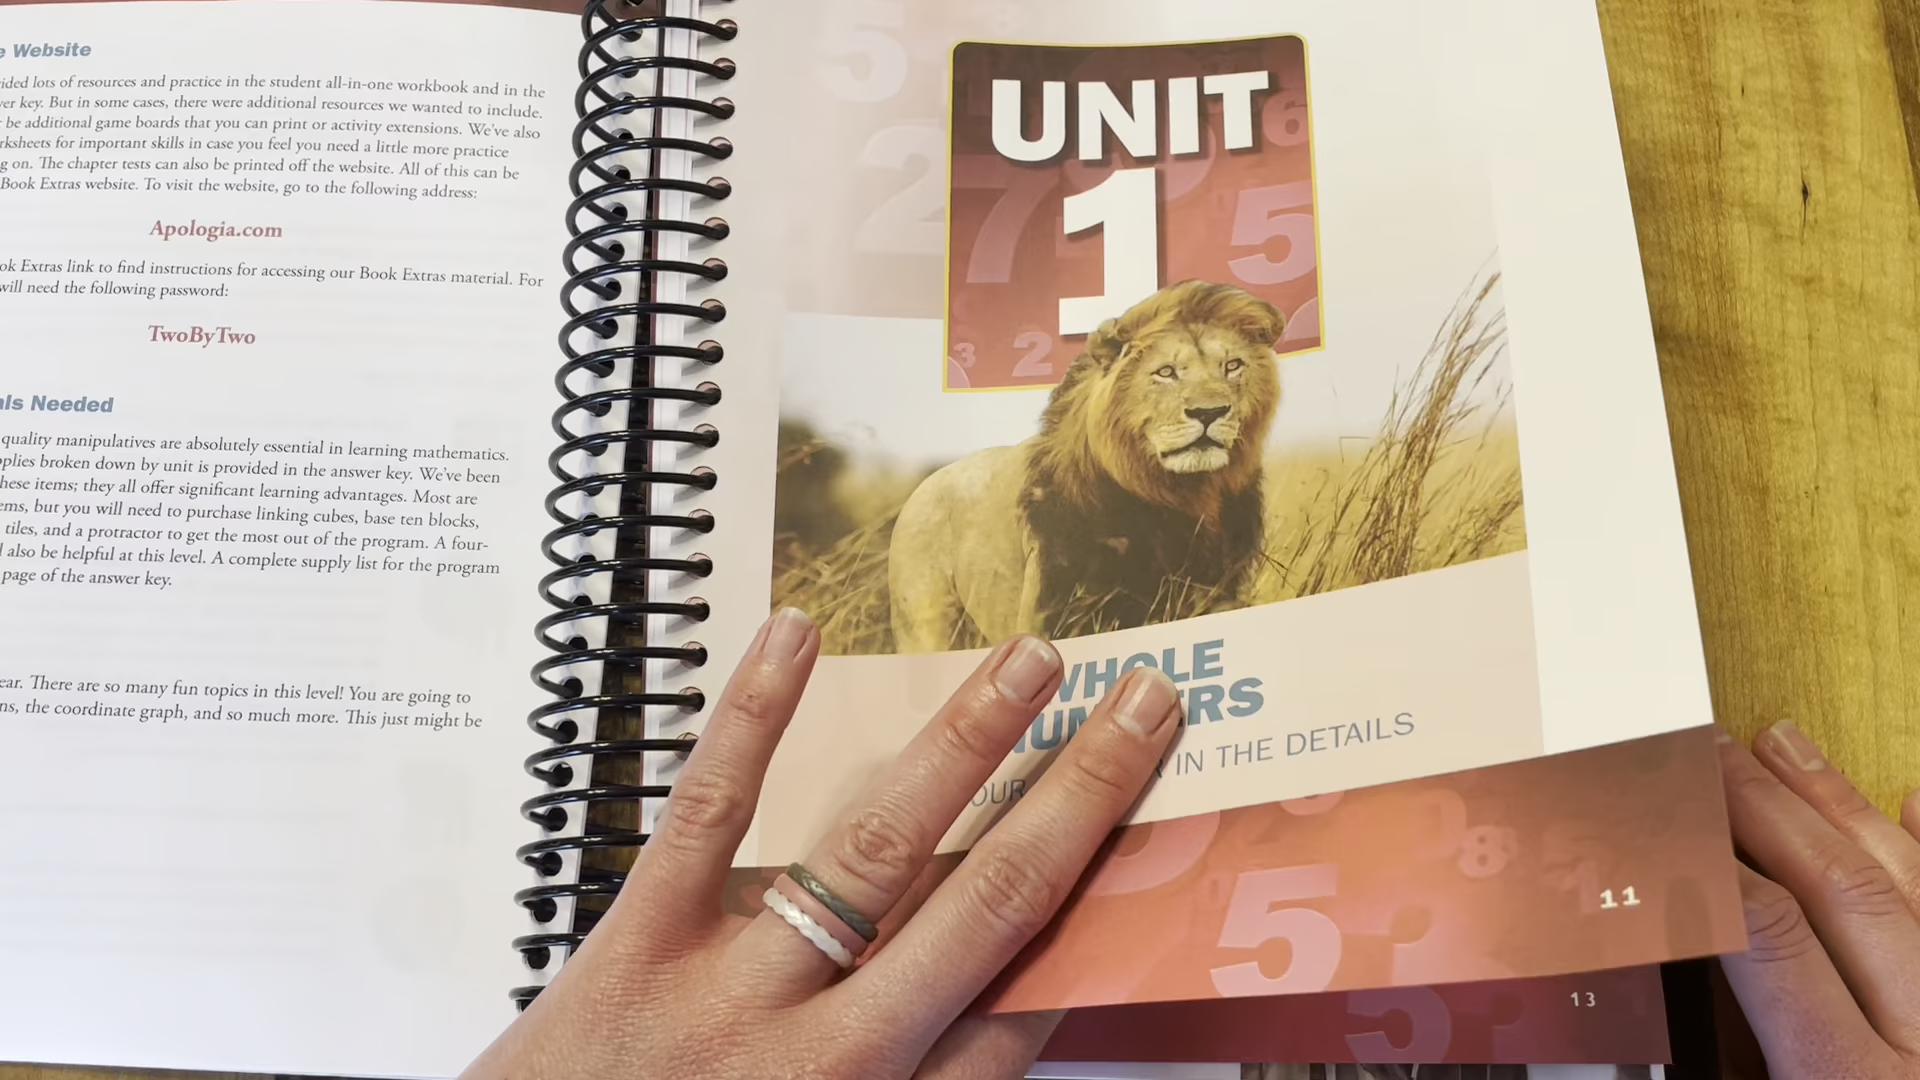 Website
lots of resources and practice in the student all-in-one workbook and in the
key. But in some cases, there were additional resources we wanted to include.
be additional game boards that you can print or activity extensions. We've also
for important skills in case you feel you need a little more practice
on. The chapter tests can also be printed off the website. All of this can be
Book Extras website. To visit the website, go to the following address:
Apologia.com
Extras link to find instructions for accessing our Book Extras material. For
will need the following password:
TwoByTwo
Needed
quality manipulatives are absolutely essential in learning mathematics.
broken down by unit is provided in the answer key. We've been
these items; they all offer significant learning advantages. Most are
but you will need to purchase linking cubes, base ten blocks,
tiles, and a protractor to get the most out of the program. A four-
also be helpful at this level. A complete supply list for the program
page of the answer key.
There are so many fun topics in this level! You are going to
the coordinate graph, and so much more. This just might be
UNIT
1
WHOLE
IN THE DETAILS
11
13